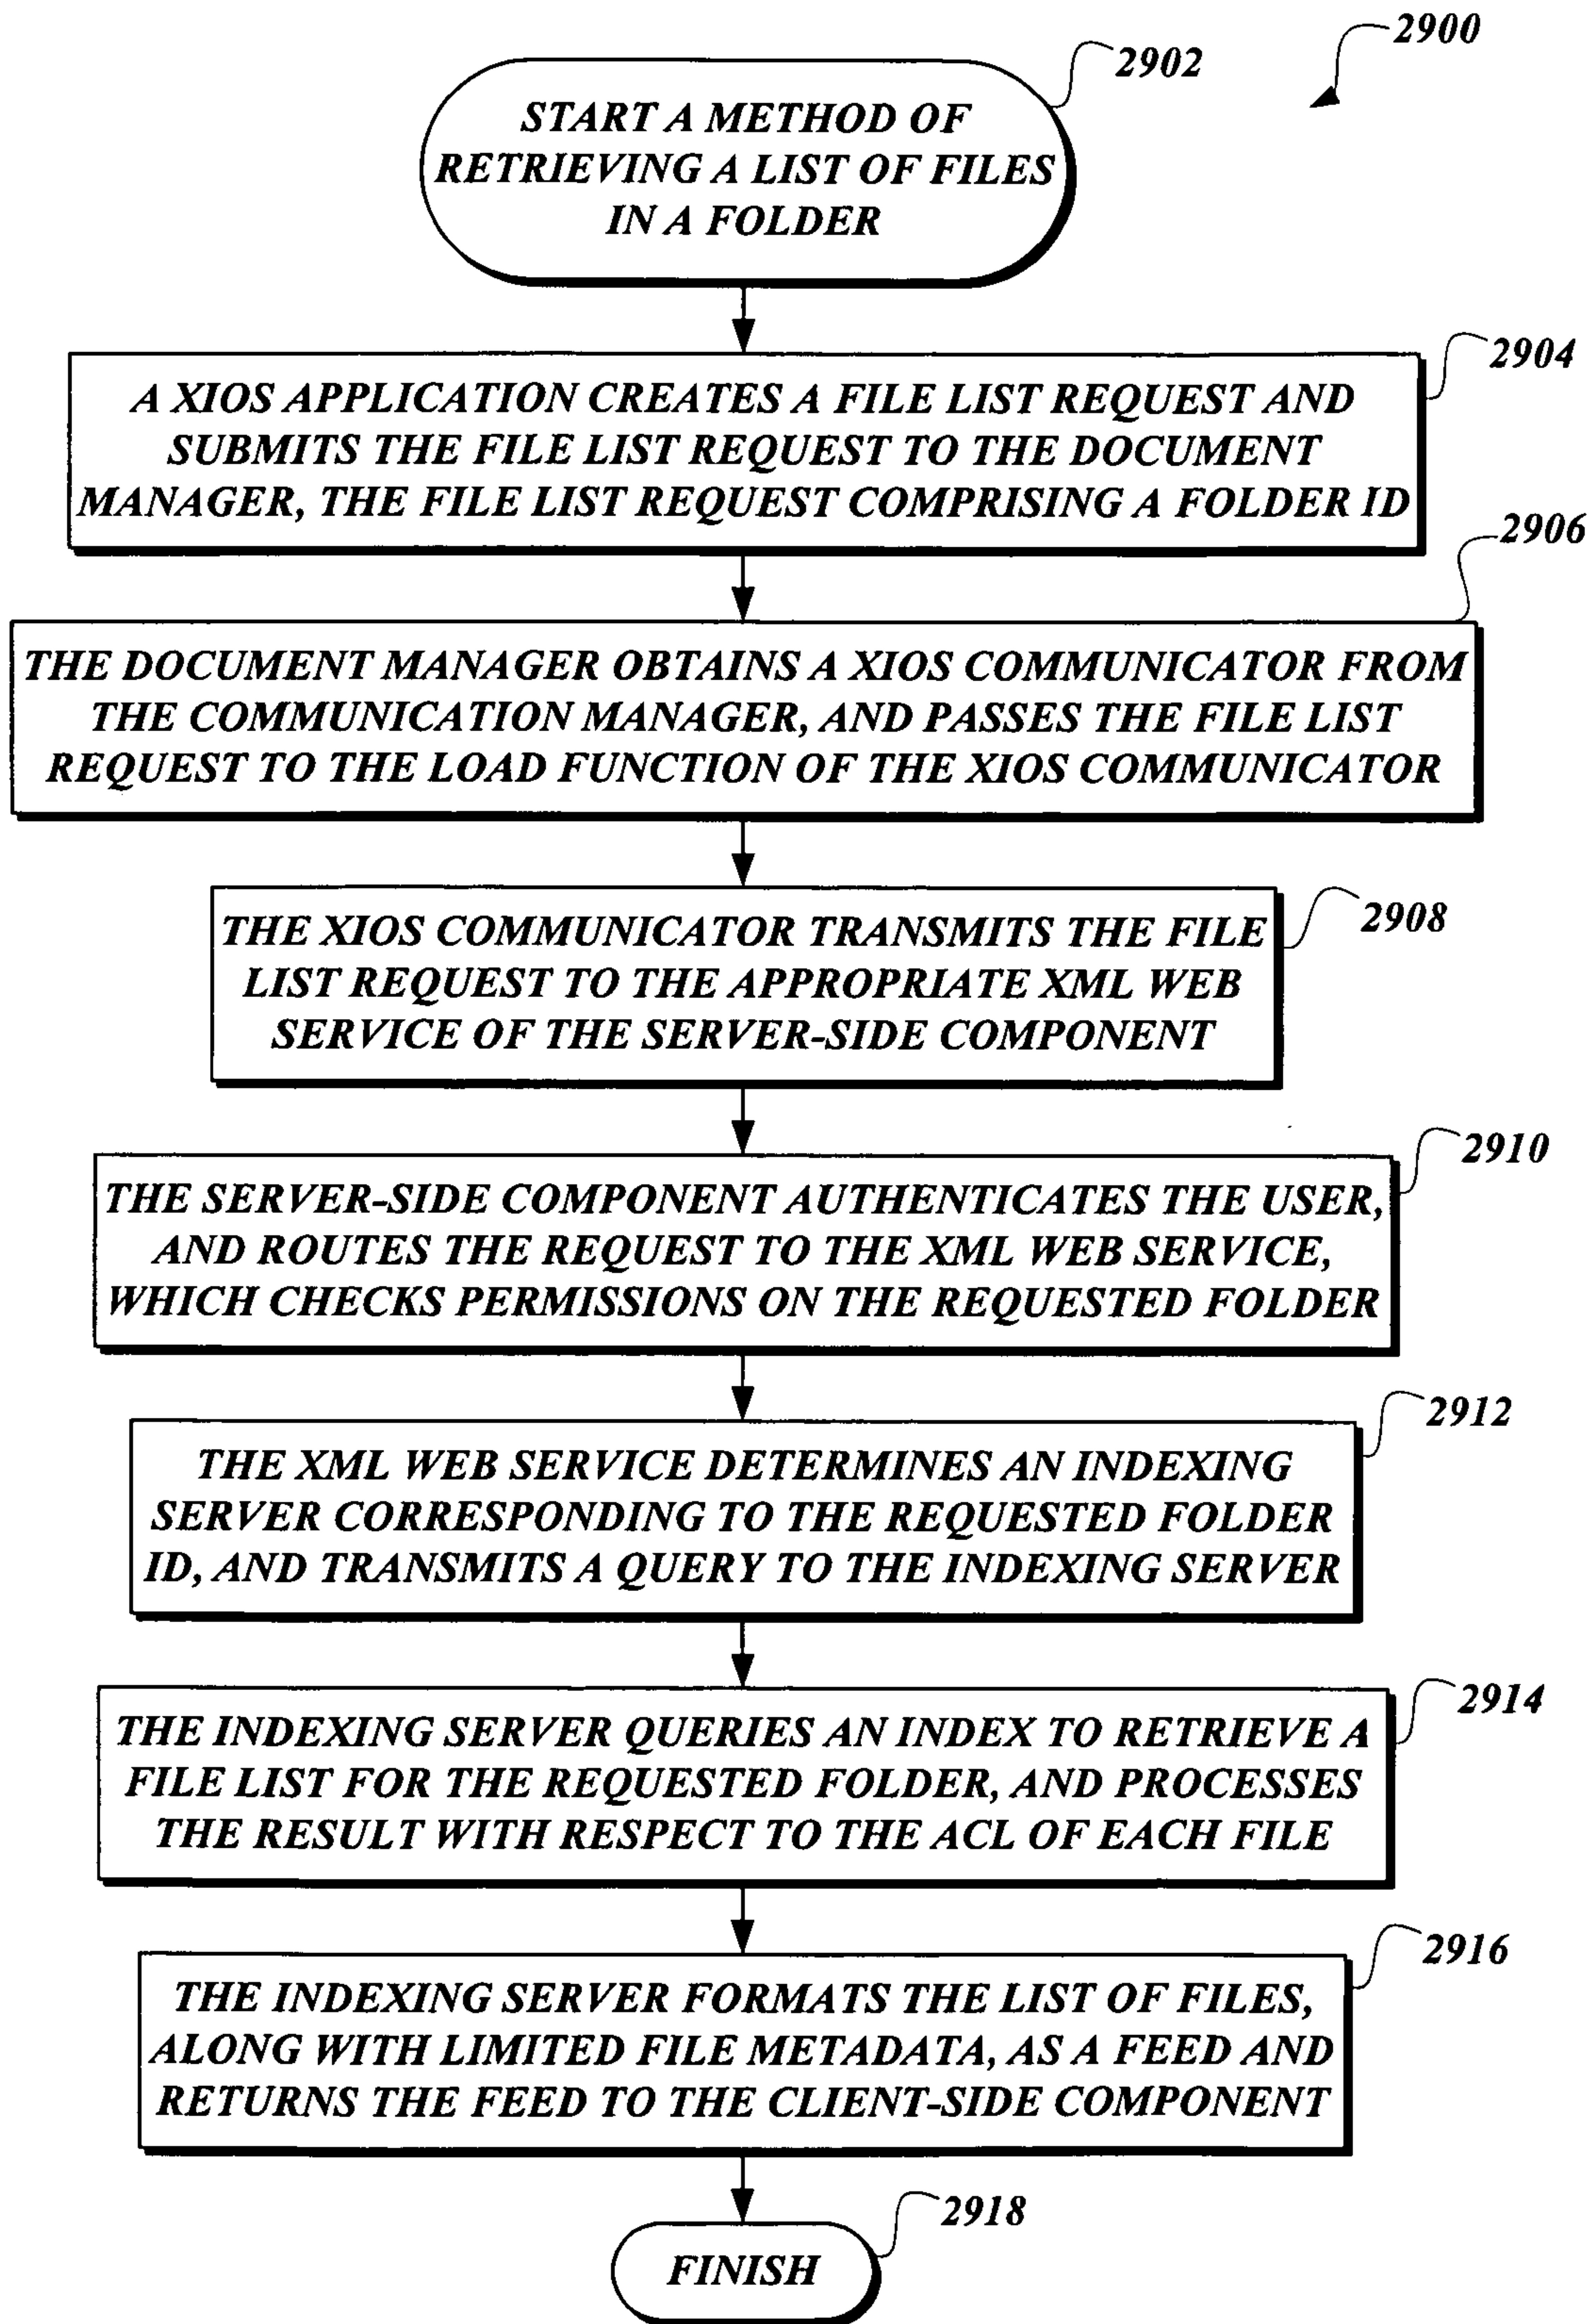 2900
2902
START A METHOD OF
RETRIEVING A LIST OF FILES
IN A FOLDER
2904
A XIOS APPLICATION CREATES A FILE LIST REQUEST AND
SUBMITS THE FILE LIST REQUEST TO THE DOCUMENT
MANAGER, THE FILE LIST REQUEST COMPRISING A FOLDER ID
2906
THE DOCUMENT MANAGER OBTAINS A XIOS COMMUNICATOR FROM
THE COMMUNICATION MANAGER, AND PASSES THE FILE LIST
REQUEST TO THE LOAD FUNCTION OF THE XIOS COMMUNICATOR
2908
THE XIOS COMMUNICATOR TRANSMITS THE FILE
LIST REQUEST TO THE APPROPRIATE XML WEB
SERVICE OF THE SERVER-SIDE COMPONENT
2910
THE SERVER-SIDE COMPONENT AUTHENTICATES THE USER,
AND ROUTES THE REQUEST TO THE XML WEB SERVICE,
WHICH CHECKS PERMISSIONS ON THE REQUESTED FOLDER
2912
THE XML WEB SERVICE DETERMINES AN INDEXING
SERVER CORRESPONDING TO THE REQUESTED FOLDER
ID, AND TRANSMITS A QUERY TO THE INDEXING SERVER
2914
THE INDEXING SERVER QUERIES AN INDEX TO RETRIEVE A
FILE LIST FOR THE REQUESTED FOLDER, AND PROCESSES
THE RESULT WITH RESPECT TO THE ACL OF EACH FILE
2916
THE INDEXING SERVER FORMATS THE LIST OF FILES,
ALONG WITH LIMITED FILE METADATA, AS A FEED AND
RETURNS THE FEED TO THE CLIENT-SIDE COMPONENT
2918
FINISH